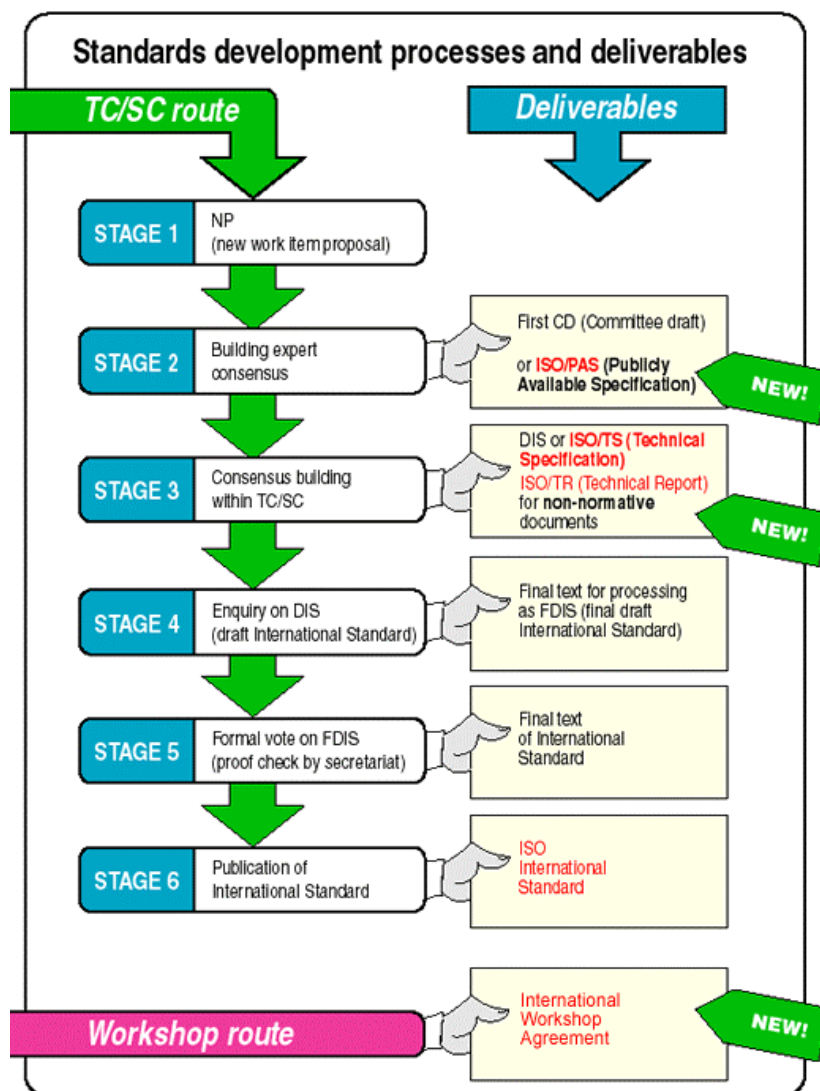 Standards development processes and deliverables
TC/SC route
Deliverables
STAGE 1
NP
(new work item proposal)
STAGE 2
Building expert
consensus
First CD (Committee draft)
or ISO/PAS (Publicly
Available Specification)
NEW!
STAGE 3
Consensus building
within TC/SC
DIS or ISO/TS (Technical
Specification)
ISO/TR (Technical Report)
for non-normative
documents
NEW!
STAGE 4
Enquiry on DIS
(draft International Standard)
Final text for processing
as FDIS (final draft
International Standard)
STAGE 5
Formal vote on FDIS
(proof check by secretariat)
Final text
of International
Standard
STAGE 6
Publication of
International Standard
ISO
International
Standard
Workshop route
International
Workshop
Agreement
NEW!